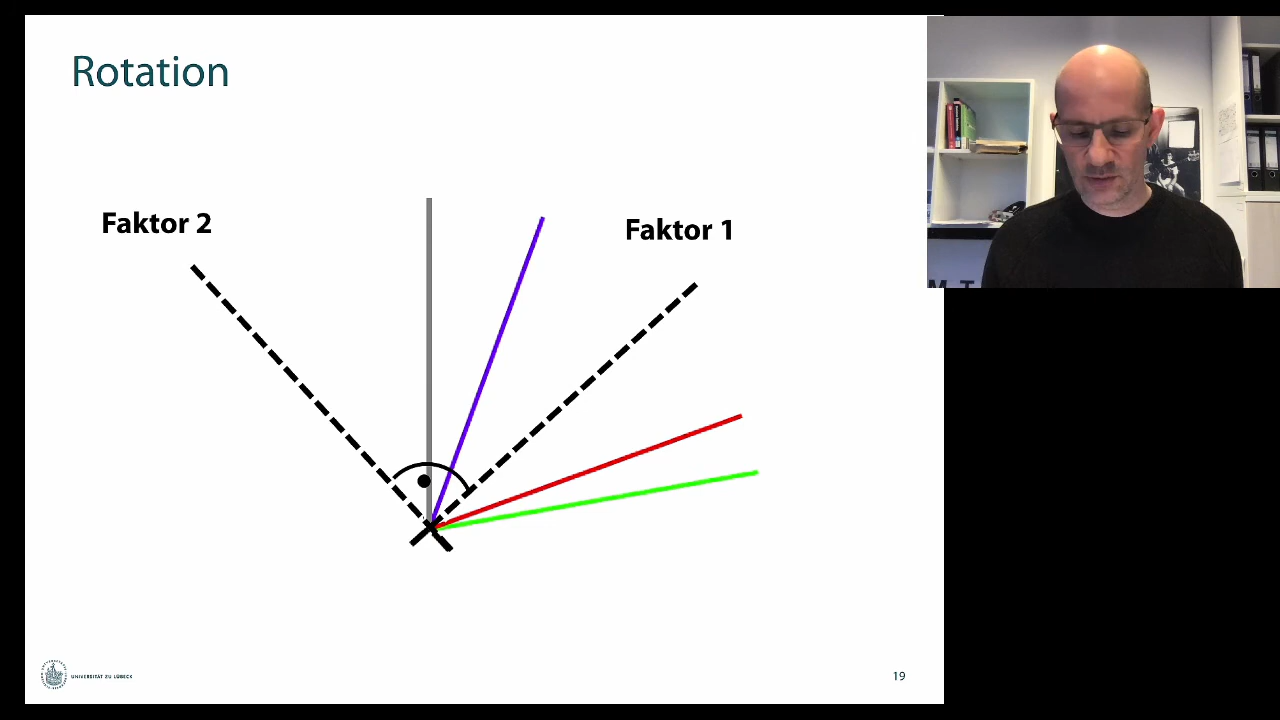 Rotation
Faktor 2
Faktor 1
UNIVERSITÄT ZU LÜBECK
19
M T